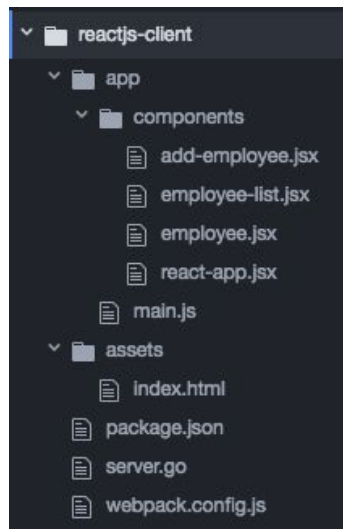 reactjs-client
app
components
add-employee.jsx
employee-list.jsx
employee.jsx
react-app.jsx
main.js
assets
index.html
package.json
server.go
webpack.config.js